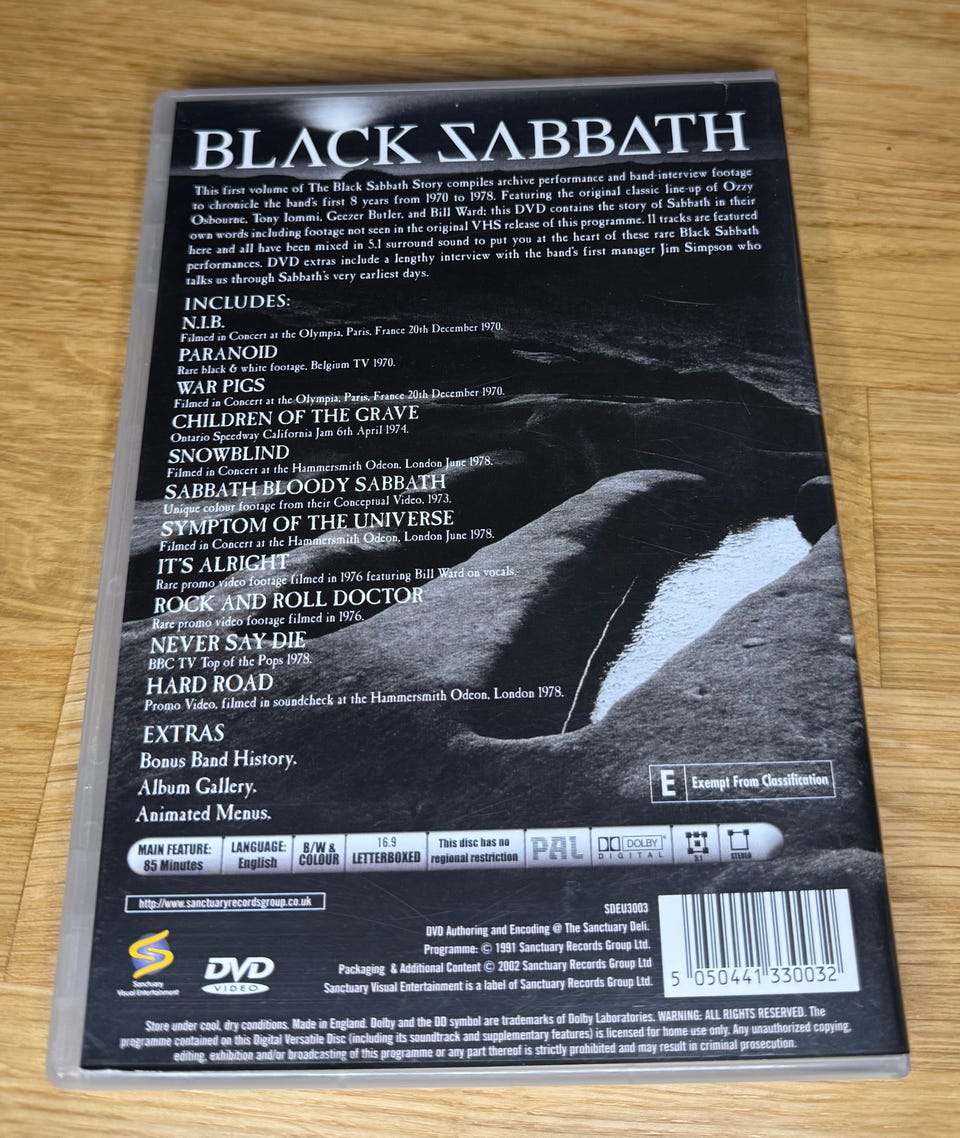 BLACK SABBATH
This first volume of The Black Sabbath Story compiles archive performance and band-interview footage
to chronicle the band's first 8 years from 1970 to 1978. Featuring the original classic line-up of Ozzy
Osbourne, Tony Iommi, Geezer Butler, and Bill Ward; this DVD contains the story of Sabbath in their
own words including footage not seen in the original VHS release of this programme. 11 tracks are featured
here and all have been mixed in 5.1 surround sound to put you at the heart of these rare Black Sabbath
performances. DVD extras include a lengthy interview with the band's first manager Jim Simpson who
talks us through Sabbath's very earliest days.
INCLUDES:
N.I.B.
Filmed in Concert at the Olympia, Paris, France 20th December 1970.
PARANOID
Rare black & white footage, Belgium TV 1970.
WAR PIGS
Filmed in Concert at the Olympia, Paris, France 20th December 1970.
CHILDREN OF THE GRAVE
Ontario Speedway California Jam 6th April 1974.
SNOWBLIND
Filmed in Concert at the Hammersmith Odeon, London June 1978.
SABBATH BLOODY SABBATH
Unique colour footage from their Conceptual Video, 1973.
SYMPTOM OF THE UNIVERSE
Filmed in Concert at the Hammersmith Odeon, London June 1978.
IT'S ALRIGHT
Rare promo video footage filmed in 1976 featuring Bill Ward on vocals.
ROCK AND ROLL DOCTOR
Rare promo video footage filmed in 1976.
NEVER SAY DIE
BBC TV Top of the Pops 1978.
HARD ROAD
Promo Video, filmed in soundcheck at the Hammersmith Odeon, London 1978.
EXTRAS
Bonus Band History.
Album Gallery.
Animated Menus.
E Exempt From Classification
MAIN FEATURE:
85 Minutes
LANGUAGE:
English
B/W &
COLOUR
16.9
LETTERBOXED
This disc has no
regional restriction
PAL
DOLBY
DIGITAL
5.1
STEREO
http://www.sanctuaryrecordsgroup.co.uk
SDEU3003
DVD Authoring and Encoding @ The Sanctuary Deli.
Programme: © 1991 Sanctuary Records Group Ltd.
Packaging & Additional Content © 2002 Sanctuary Records Group Ltd
Sanctuary Visual Entertainment is a label of Sanctuary Records Group Ltd.
Sanctuary
Visual Entertainment
DVD
VIDEO
5 050441 330032
Store under cool, dry conditions. Made in England. Dolby and the DD symbol are trademarks of Dolby Laboratories. WARNING: ALL RIGHTS RESERVED. The
programme contained on this Digital Versatile Disc (including its soundtrack and supplementary features) is licensed for home use only. Any unauthorized copying,
editing, exhibition and/or broadcasting of this programme or any part thereof is strictly prohibited and may result in criminal prosecution.